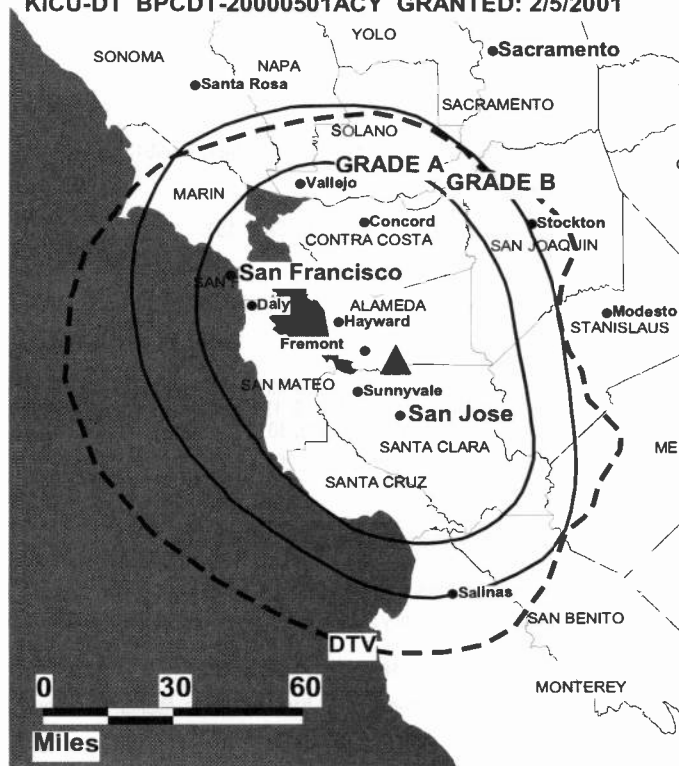 KICU-DT BPCDT-20000501ACY GRANTED: 2/5/2001
YOLO
SONOMA
Sacramento
NAPA
Santa Rosa
SACRAMENTO
SOLANO
GRADE A
GRADE B
MARIN
Vallejo
Concord
Stockton
CONTRA COSTA
SAN JOAQUIN
SAN
San Francisco
Daly
ALAMEDA
Modesto
Hayward
STANISLAUS
Fremont
SAN MATEO
Sunnyvale
San Jose
SANTA CLARA
ME
SANTA CRUZ
Salinas
SAN BENITO
DTV
MONTEREY
0 30 60
Miles